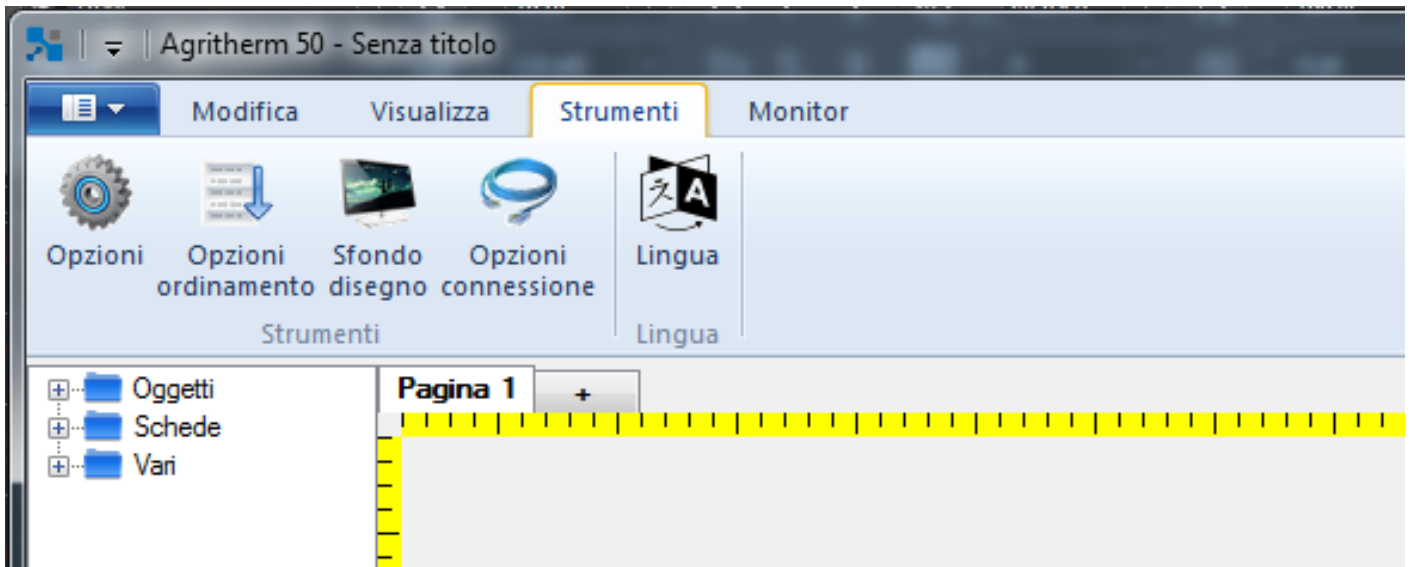 Agritherm 50 - Senza titolo
Modifica Visualizza Strumenti Monitor
Opzioni Opzioni Sfondo Opzioni Lingua
ordinamento disegno connessione
Strumenti Lingua
Oggetti Pagina 1 +
Schede
Vari